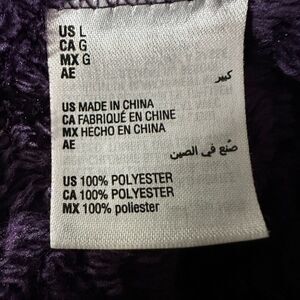 US L
CA G
MX G
AE كبير
US MADE IN CHINA
CA FABRIQUÉ EN CHINE
MX HECHO EN CHINA
AE صُنع في الصين
US 100% POLYESTER
CA 100% POLYESTER
MX 100% poliester